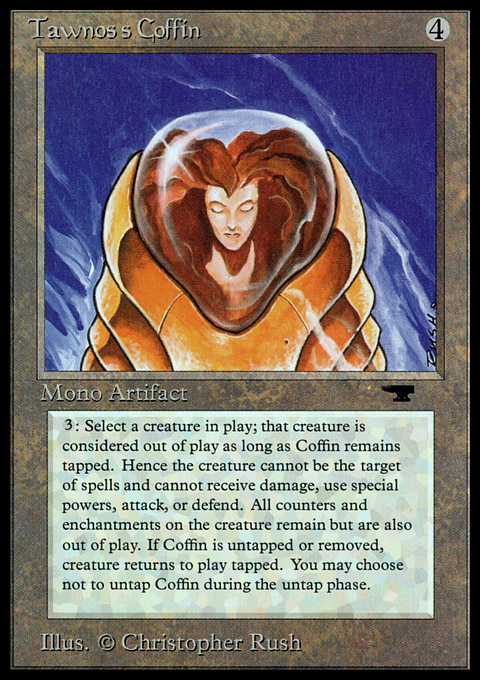 Tawnos's Coffin 4
RUSH
Mono Artifact
3: Select a creature in play; that creature is
considered out of play as long as Coffin remains
tapped. Hence the creature cannot be the target
of spells and cannot receive damage, use special
powers, attack, or defend. All counters and
enchantments on the creature remain but are also
out of play. If Coffin is untapped or removed,
creature returns to play tapped. You may choose
not to untap Coffin during the untap phase.
Illus. © Christopher Rush